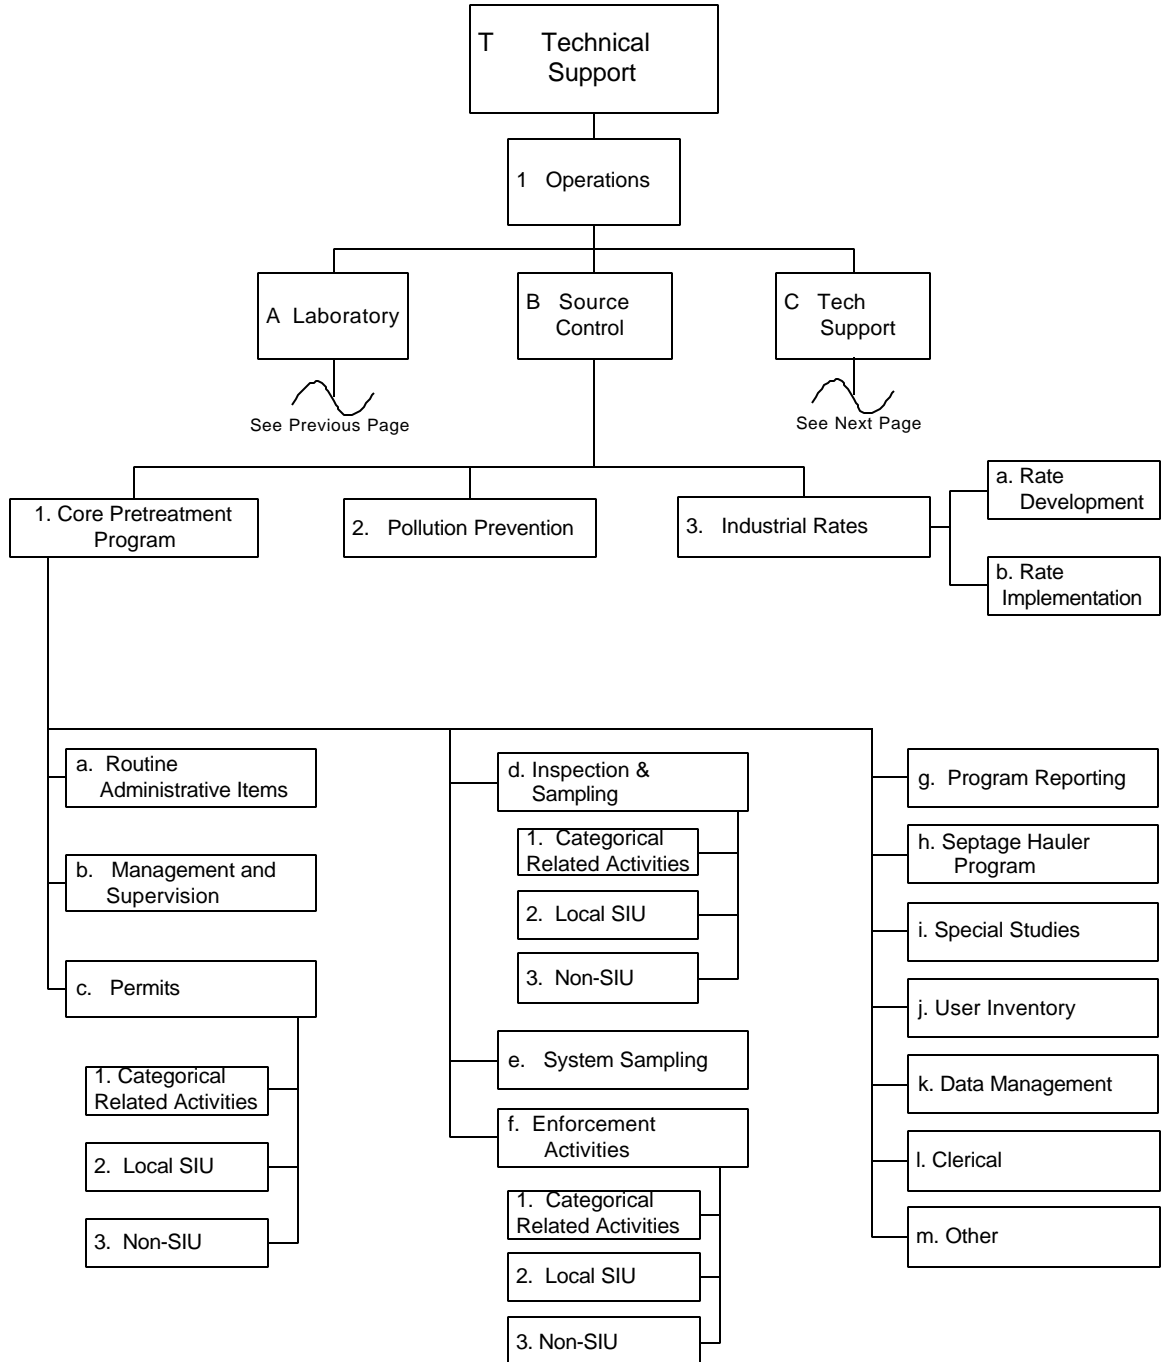 T Technical
Support
1 Operations
A Laboratory
B Source
Control
C Tech
Support
See Previous Page
See Next Page
1. Core Pretreatment
Program
2. Pollution Prevention
3. Industrial Rates
a. Rate
Development
b. Rate
Implementation
a. Routine
Administrative Items
b. Management and
Supervision
c. Permits
1. Categorical
Related Activities
2. Local SIU
3. Non-SIU
d. Inspection &
Sampling
1. Categorical
Related Activities
2. Local SIU
3. Non-SIU
e. System Sampling
f. Enforcement
Activities
1. Categorical
Related Activities
2. Local SIU
3. Non-SIU
g. Program Reporting
h. Septage Hauler
Program
i. Special Studies
j. User Inventory
k. Data Management
l. Clerical
m. Other